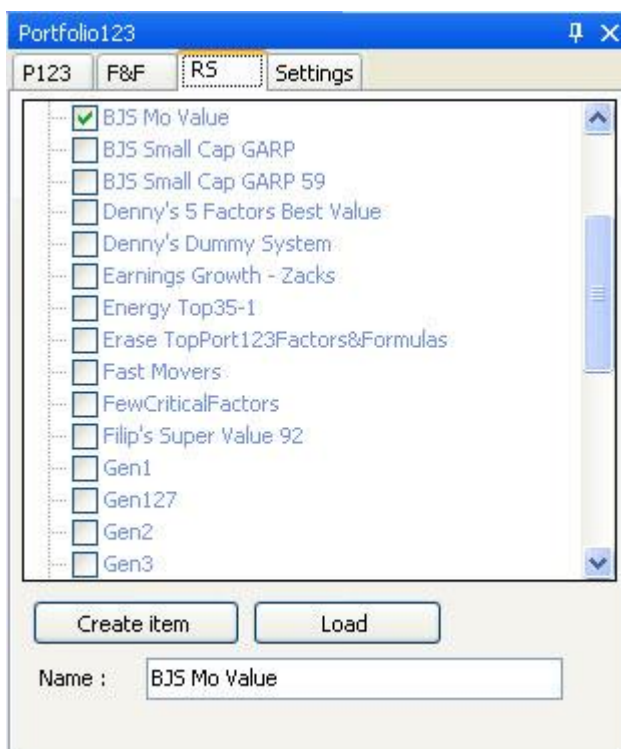 Portfolio123
P123 F&F RS Settings
BJS Mo Value
BJS Small Cap GARP
BJS Small Cap GARP 59
Denny's 5 Factors Best Value
Denny's Dummy System
Earnings Growth - Zacks
Energy Top35-1
Erase TopPort123Factors&Formulas
Fast Movers
FewCriticalFactors
Filip's Super Value 92
Gen1
Gen127
Gen2
Gen3
Create item Load
Name : BJS Mo Value